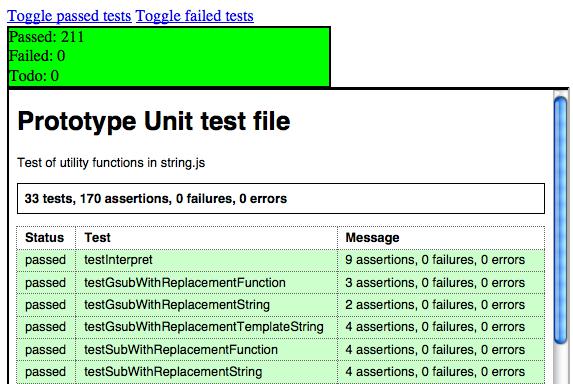 Toggle passed tests Toggle failed tests
Passed: 211
Failed: 0
Todo: 0
Prototype Unit test file
Test of utility functions in string.js
33 tests, 170 assertions, 0 failures, 0 errors
Status Test Message
passed testInterpret 9 assertions, 0 failures, 0 errors
passed testGsubWithReplacementFunction 3 assertions, 0 failures, 0 errors
passed testGsubWithReplacementString 2 assertions, 0 failures, 0 errors
passed testGsubWithReplacementTemplateString 4 assertions, 0 failures, 0 errors
passed testSubWithReplacementFunction 4 assertions, 0 failures, 0 errors
passed testSubWithReplacementString 4 assertions, 0 failures, 0 errors